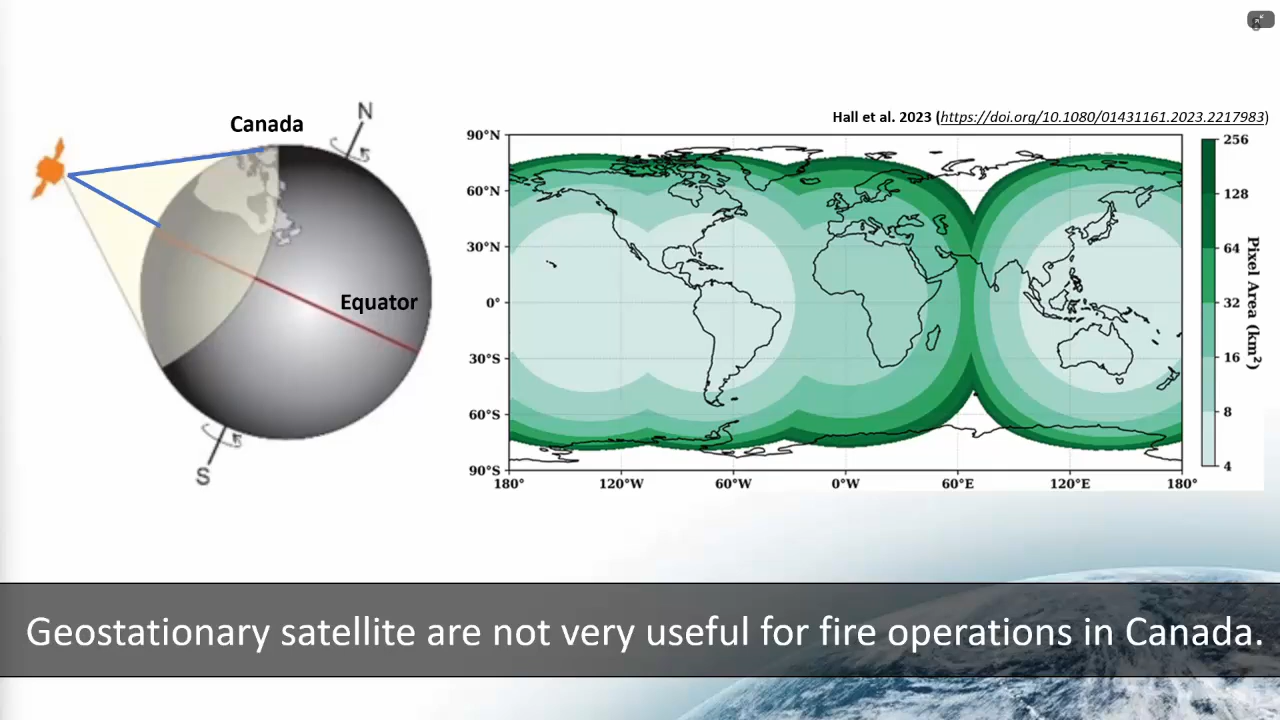 Canada
N
Equator
S
Hall et al. 2023 (https://doi.org/10.1080/01431161.2023.2217983)
90°N
60°N
30°N
0°
30°S
60°S
90°S
180°
120°W
60°W
0°W
60°E
120°E
180°
256
128
64
32
16
8
4
Pixel Area (km²)
Geostationary satellite are not very useful for fire operations in Canada.